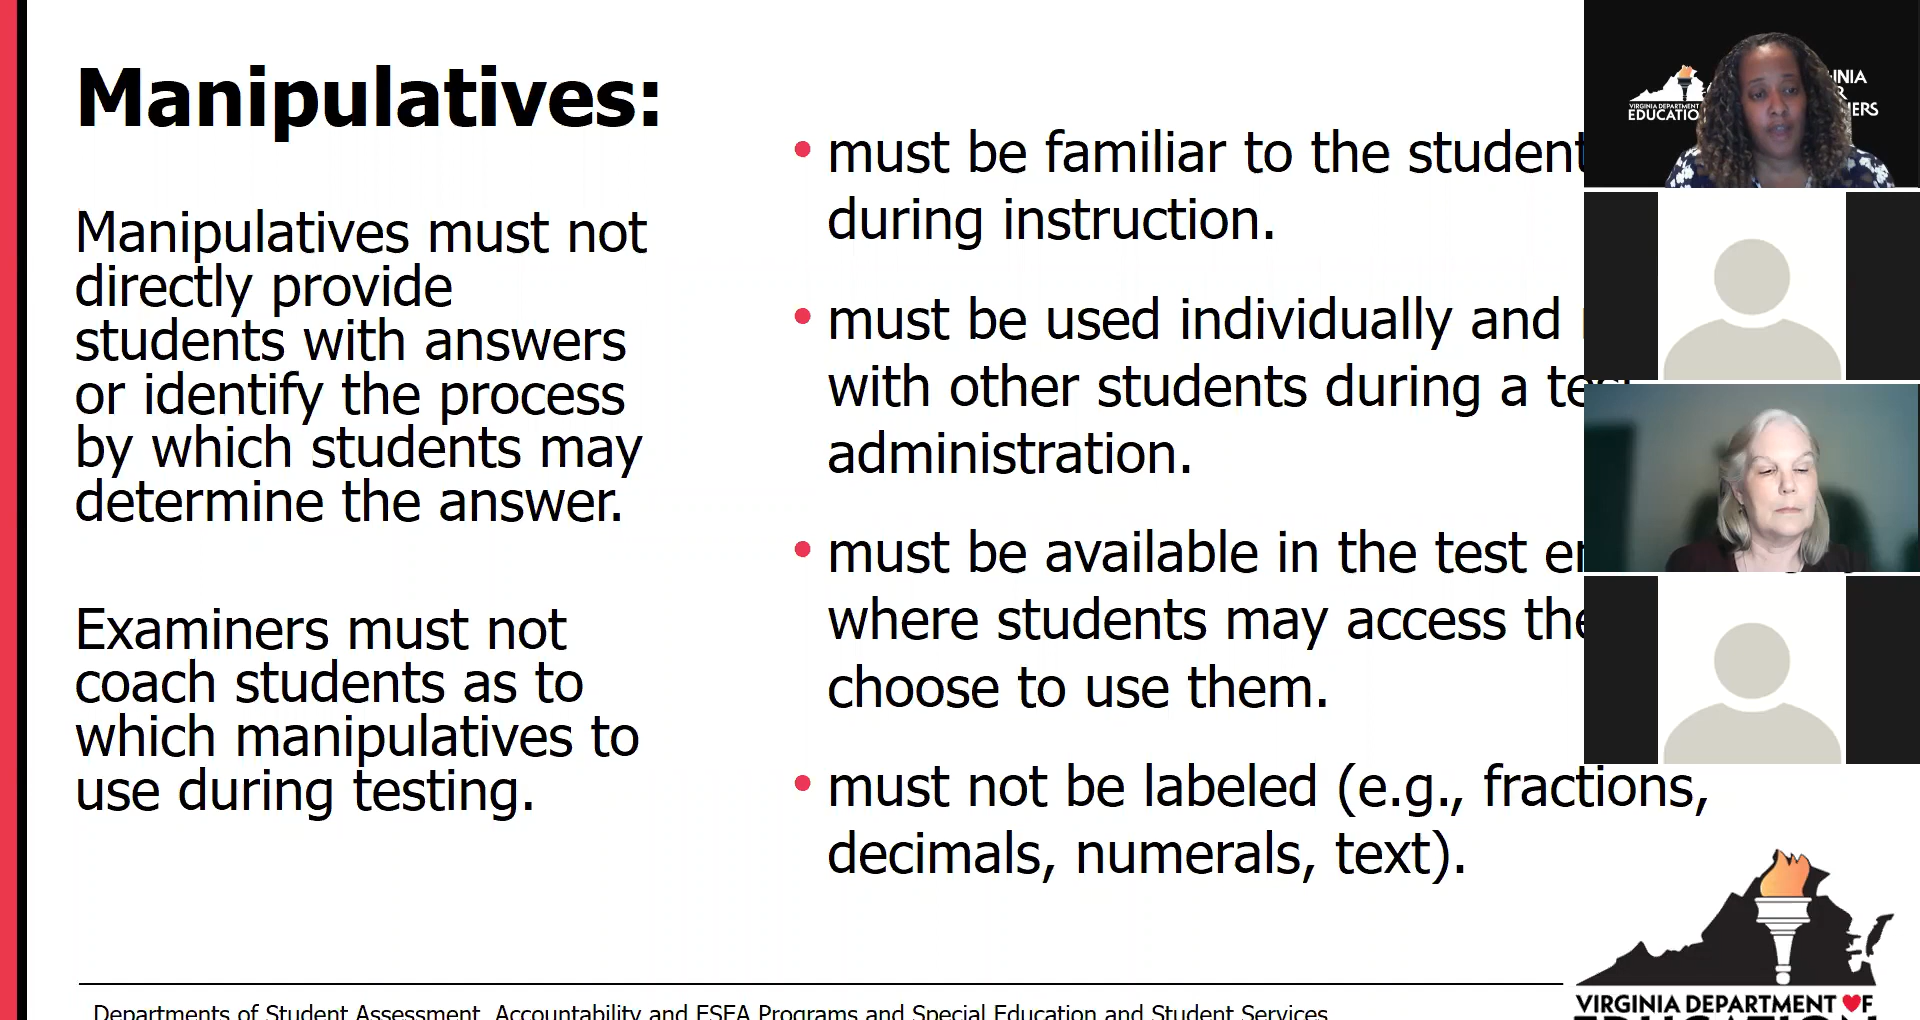 Manipulatives:
Manipulatives must not
directly provide
students with answers
or identify the process
by which students may
determine the answer.
Examiners must not
coach students as to
which manipulatives to
use during testing.
• must be familiar to the student
during instruction.
• must be used individually and
with other students during a test
administration.
• must be available in the test
where students may access
choose to use them.
• must not be labeled (e.g., fractions,
decimals, numerals, text).
Departments of Student Assessment, Accountability and ESEA Programs and Special Education and Student Services
VIRGINIA DEPARTMENT OF
EDUCATION
VIRGINIA DEPARTMENT